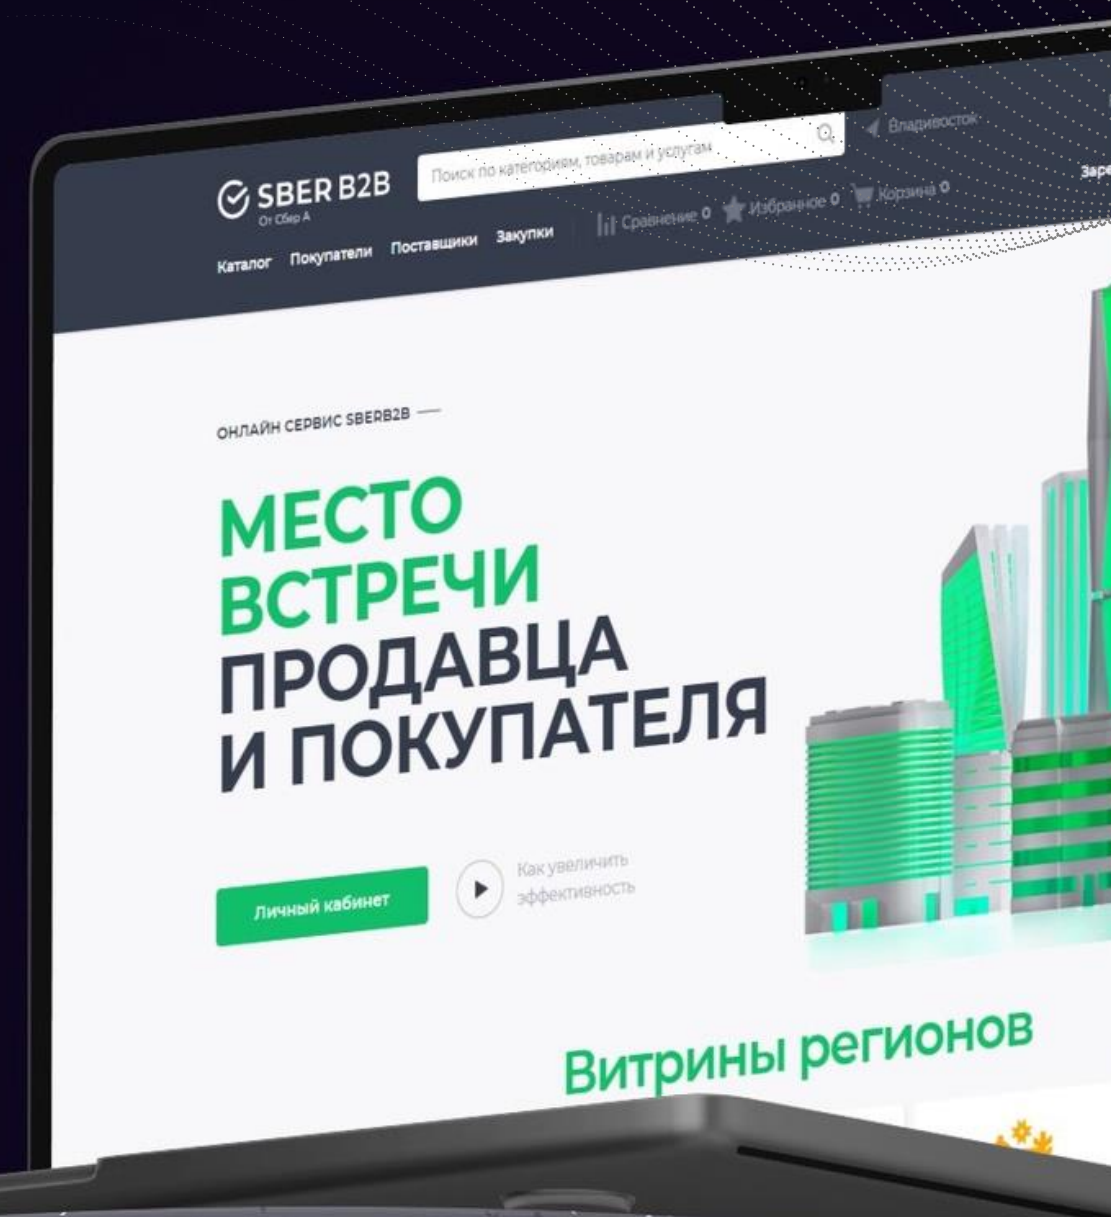 SBER B2B
От Сбер А
Поиск по категориям, товарам и услугам
Владивосток
Каталог Покупатели Поставщики Закупки
Сравнение 0 Избранное 0 Корзина 0
ОНЛАЙН СЕРВИС SBERB2B
МЕСТО
ВСТРЕЧИ
ПРОДАВЦА
И ПОКУПАТЕЛЯ
Личный кабинет
Как увеличить
эффективность
Витрины регионов